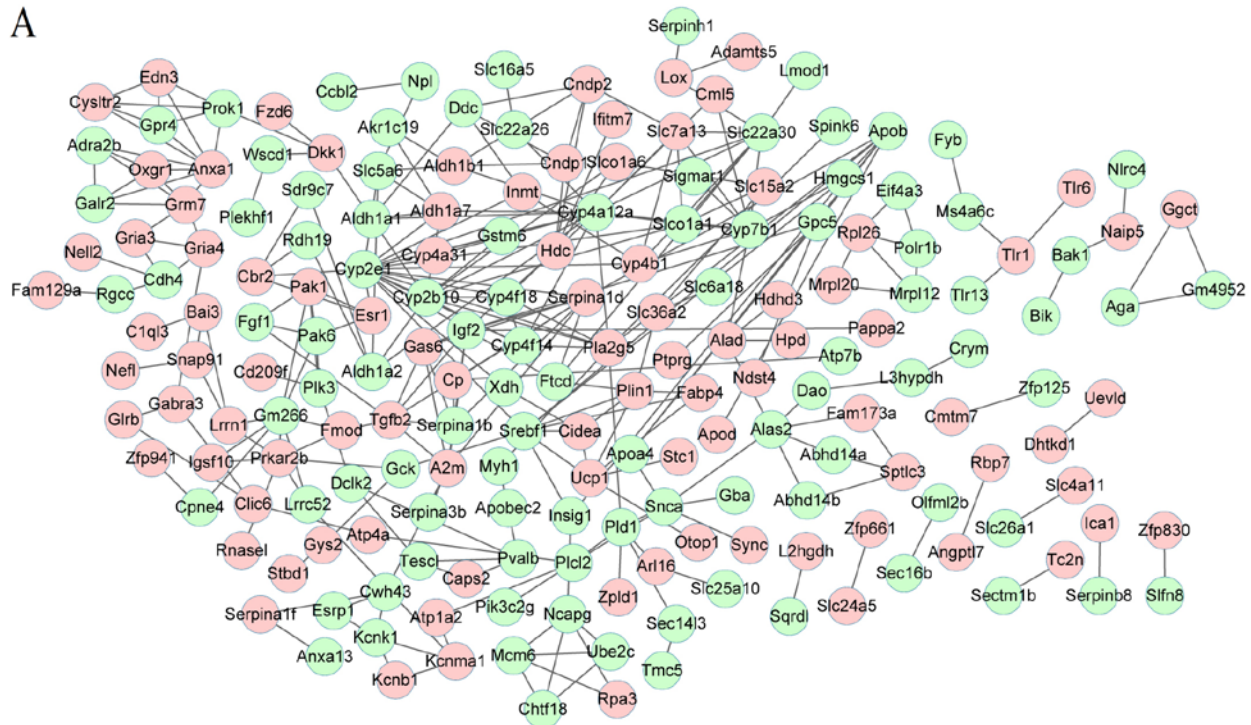 A
Serpinh1
Adamts5
Lox
Edn3
Cysltr2
Prok1
Gpr4
Fzd6
Ccbl2
Npl
Slc16a5
Cndp2
Cml5
Lmod1
Ddc
Slc22a26
Ifitm7
Slc7a13
Slc22a30
Spink6
Apob
Fyb
Nlrc4
Adra2b
Oxgr1
Anxa1
Wscd1
Dkk1
Akr1c19
Slc5a6
Aldh1b1
Cndp1
Slco1a6
Sigmar1
Slc15a2
Hmgcs1
Eif4a3
Tlr6
Naip5
Ggct
Galr2
Grm7
Plekhf1
Sdr9c7
Aldh1a1
Aldh1a7
Inmt
Cyp4a12a
Slco1a1
Cyp7b1
Gpc5
Rpl26
Polr1b
Ms4a6c
Tlr1
Bak1
Gria3
Gria4
Nell2
Cdh4
Rdh19
Cbr2
Cyp2e1
Cyp4a31
Gstm6
Hdc
Cyp4b1
Mrpl20
Mrpl12
Tlr13
Bik
Aga
Gm4952
Fam129a
Rgcc
Pak1
Esr1
Cyp2b10
Cyp4f18
Serpina1d
Slc6a18
Hdhd3
C1ql3
Bai3
Fgf1
Pak6
Igf2
Slc36a2
Pappa2
Nefl
Snap91
Cd209f
Plk3
Aldh1a2
Gas6
Cyp4f14
Pla2g5
Alad
Hpd
Ptprg
Atp7b
Crym
L3hypdh
Glrb
Gabra3
Lrrn1
Gm266
Fmod
Tgfb2
Cp
Xdh
Ftcd
Plin1
Fabp4
Ndst4
Dao
Zfp125
Cmtm7
Uevld
Dhtkd1
Serpina1b
Srebf1
Cidea
Apod
Alas2
Fam173a
Zfp941
Igsf10
Prkar2b
Gck
A2m
Myh1
Apoa4
Ucp1
Stc1
Abhd14a
Sptlc3
Rbp7
Cpne4
Clic6
Lrrc52
Dclk2
Serpina3b
Apobec2
Insig1
Snca
Gba
Abhd14b
Olfml2b
Slc4a11
Rnasel
Gys2
Atp4a
Pvalb
Pld1
Otop1
Sync
L2hgdh
Zfp661
Sec16b
Angptl7
Slc26a1
Ica1
Zfp830
Stbd1
Tescl
Caps2
Plcl2
Arl16
Slc25a10
Tc2n
Cwh43
Serpina1f
Esrp1
Atp1a2
Pik3c2g
Zpld1
Sqrdl
Slc24a5
Sectm1b
Serpinb8
Slfn8
Ncapg
Sec14l3
Anxa13
Kcnk1
Kcnma1
Mcm6
Ube2c
Tmc5
Kcnb1
Chtf18
Rpa3